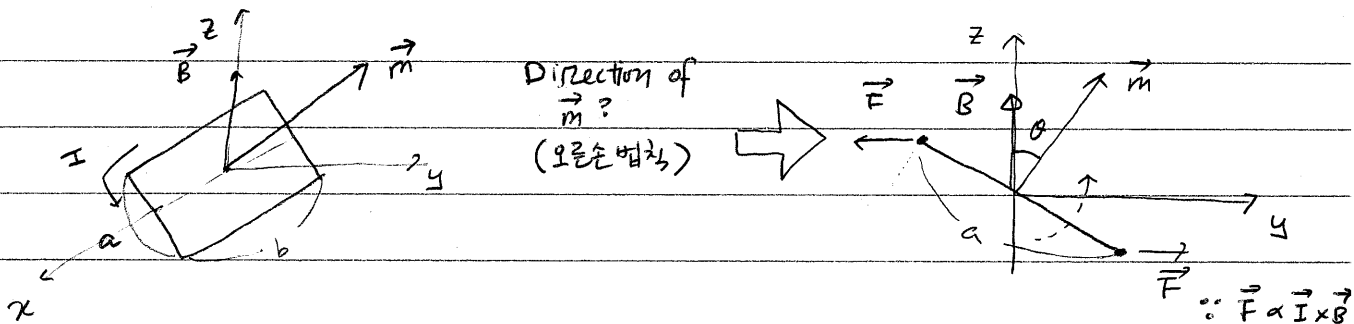 z
B⃗
m⃗
I
y
a
b
x
Direction of
m⃗ ?
(오른손 법칙)
z
F⃗
B⃗
m⃗
θ
y
a
F⃗
∵ F⃗ ∝ I⃗ × B⃗